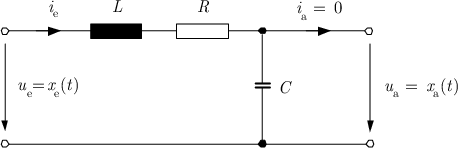 i_e L R i_a = 0
u_e=x_e(t) C u_a = x_a(t)